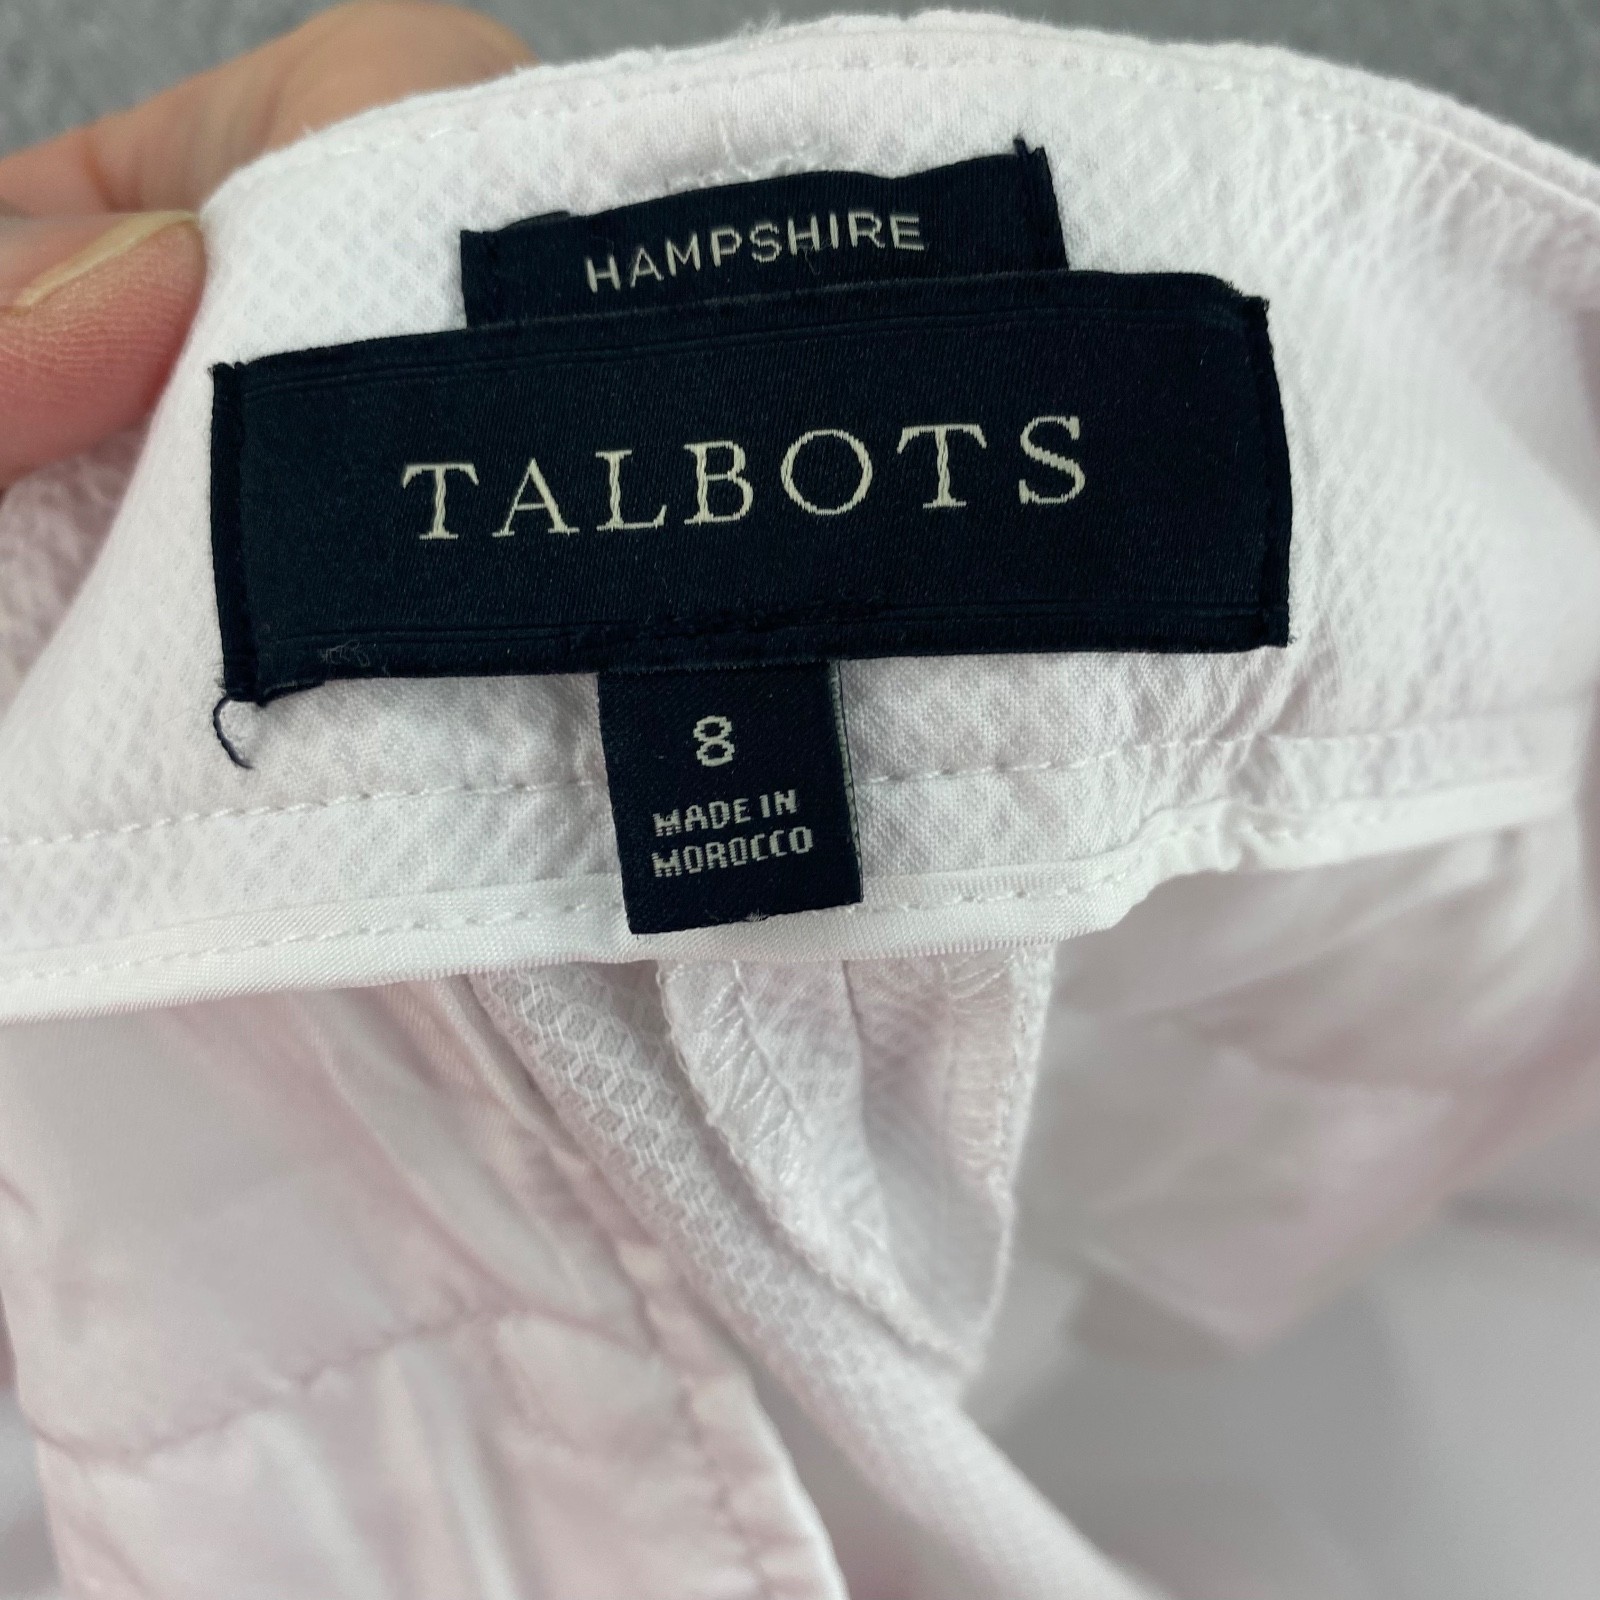 HAMPSHIRE
TALBOTS
8
MADE IN
MOROCCO